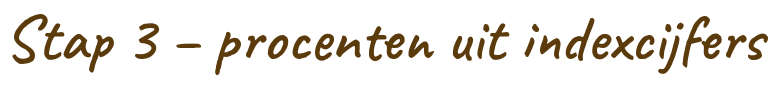 Stap 3 – procenten uit indexcijfers